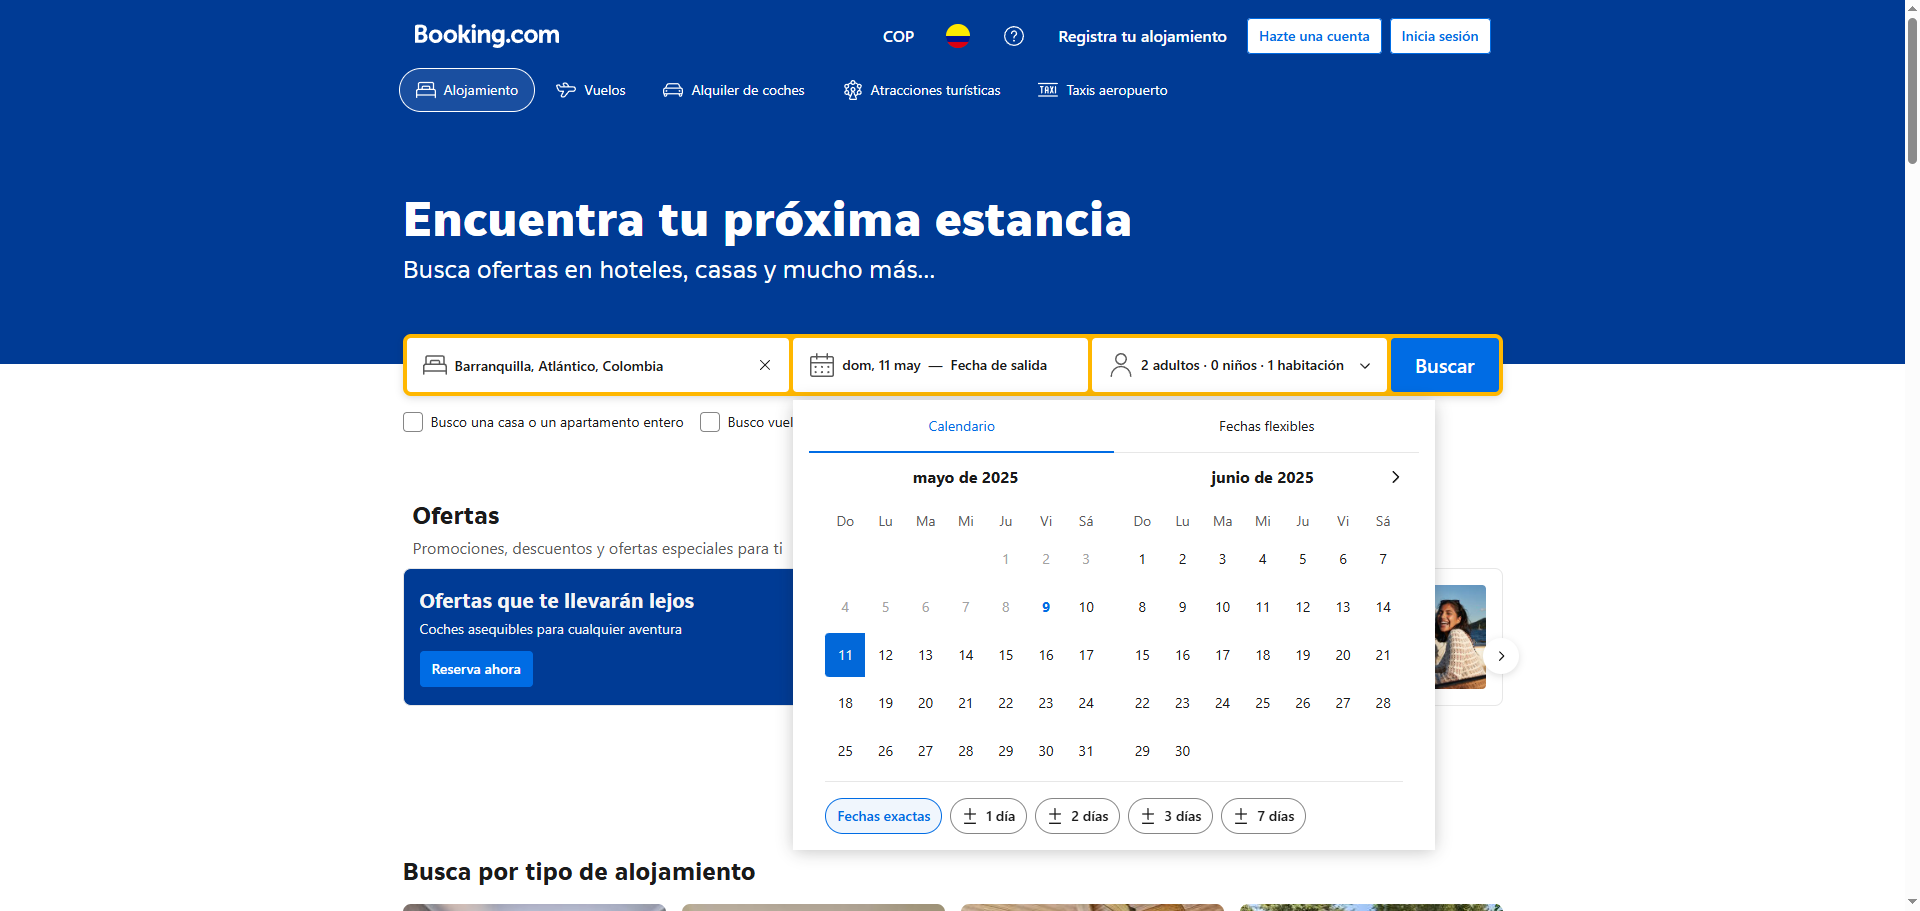 Booking.com
COP
Registra tu alojamiento
Hazte una cuenta
Inicia sesión
Alojamiento
Vuelos
Alquiler de coches
Atracciones turísticas
TAXI Taxis aeropuerto
Encuentra tu próxima estancia
Busca ofertas en hoteles, casas y mucho más...
Barranquilla, Atlántico, Colombia
dom, 11 may — Fecha de salida
2 adultos · 0 niños · 1 habitación
Buscar
Busco una casa o un apartamento entero
Busco vuel
Calendario
Fechas flexibles
mayo de 2025
Do Lu Ma Mi Ju Vi Sá
1 2 3
4 5 6 7 8 9 10
11 12 13 14 15 16 17
18 19 20 21 22 23 24
25 26 27 28 29 30 31
junio de 2025
Do Lu Ma Mi Ju Vi Sá
1 2 3 4 5 6 7
8 9 10 11 12 13 14
15 16 17 18 19 20 21
22 23 24 25 26 27 28
29 30
Fechas exactas
± 1 día
± 2 días
± 3 días
± 7 días
Ofertas
Promociones, descuentos y ofertas especiales para ti
Ofertas que te llevarán lejos
Coches asequibles para cualquier aventura
Reserva ahora
Busca por tipo de alojamiento